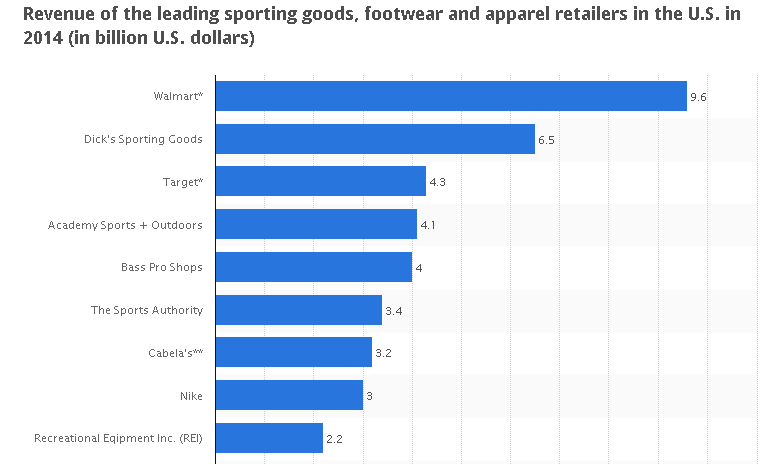 Revenue of the leading sporting goods, footwear and apparel retailers in the U.S. in
2014 (in billion U.S. dollars)
Walmart* 9.6
Dick's Sporting Goods 6.5
Target* 4.3
Academy Sports + Outdoors 4.1
Bass Pro Shops 4
The Sports Authority 3.4
Cabela's** 3.2
Nike 3
Recreational Eqipment Inc. (REI) 2.2